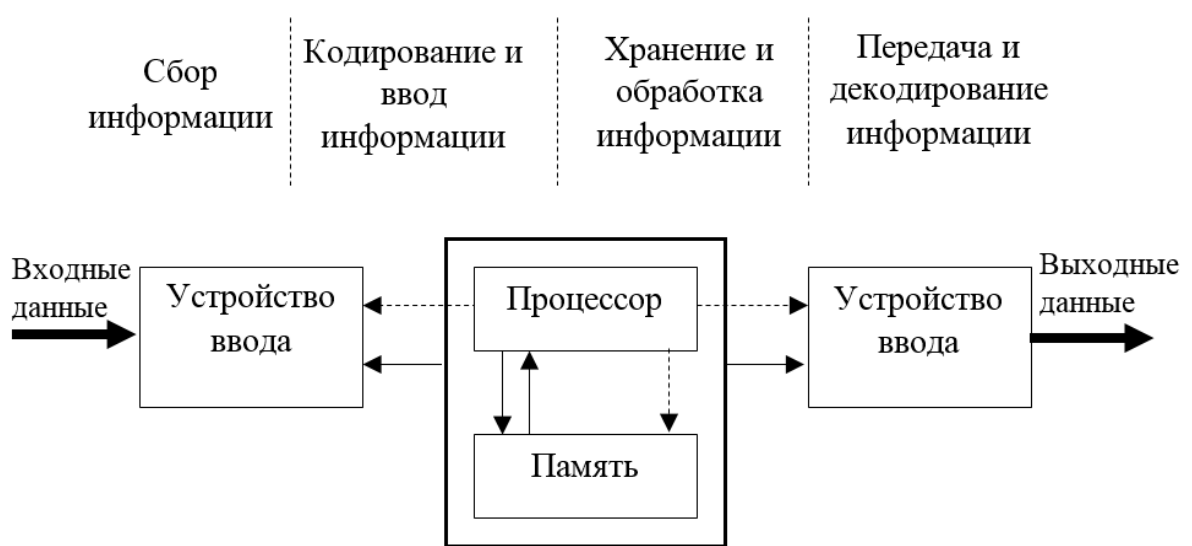 Сбор
информации
Кодирование и
ввод
информации
Хранение и
обработка
информации
Передача и
декодирование
информации
Входные
данные
Устройство
ввода
Процессор
Память
Устройство
ввода
Выходные
данные